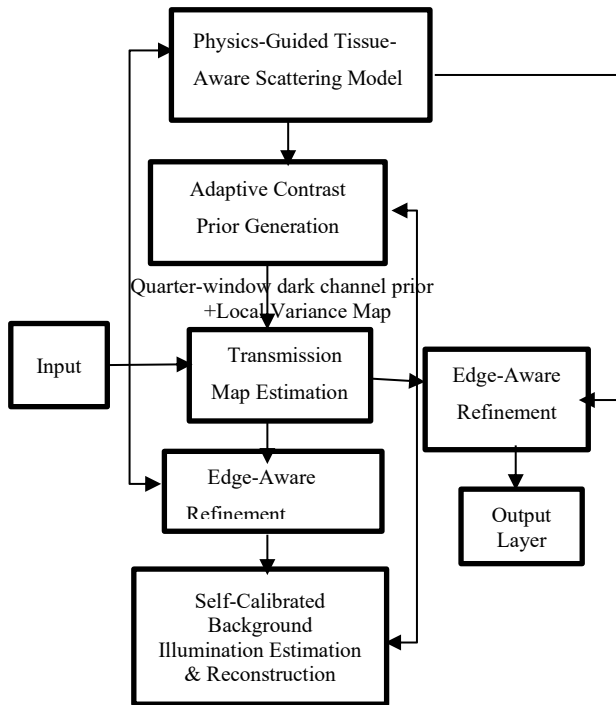 Physics-Guided Tissue-
Aware Scattering Model
Adaptive Contrast
Prior Generation
Quarter-window dark channel prior
+Local Variance Map
Input
Transmission
Map Estimation
Edge-Aware
Refinement
Edge-Aware
Refinement
Output
Layer
Self-Calibrated
Background
Illumination Estimation
& Reconstruction